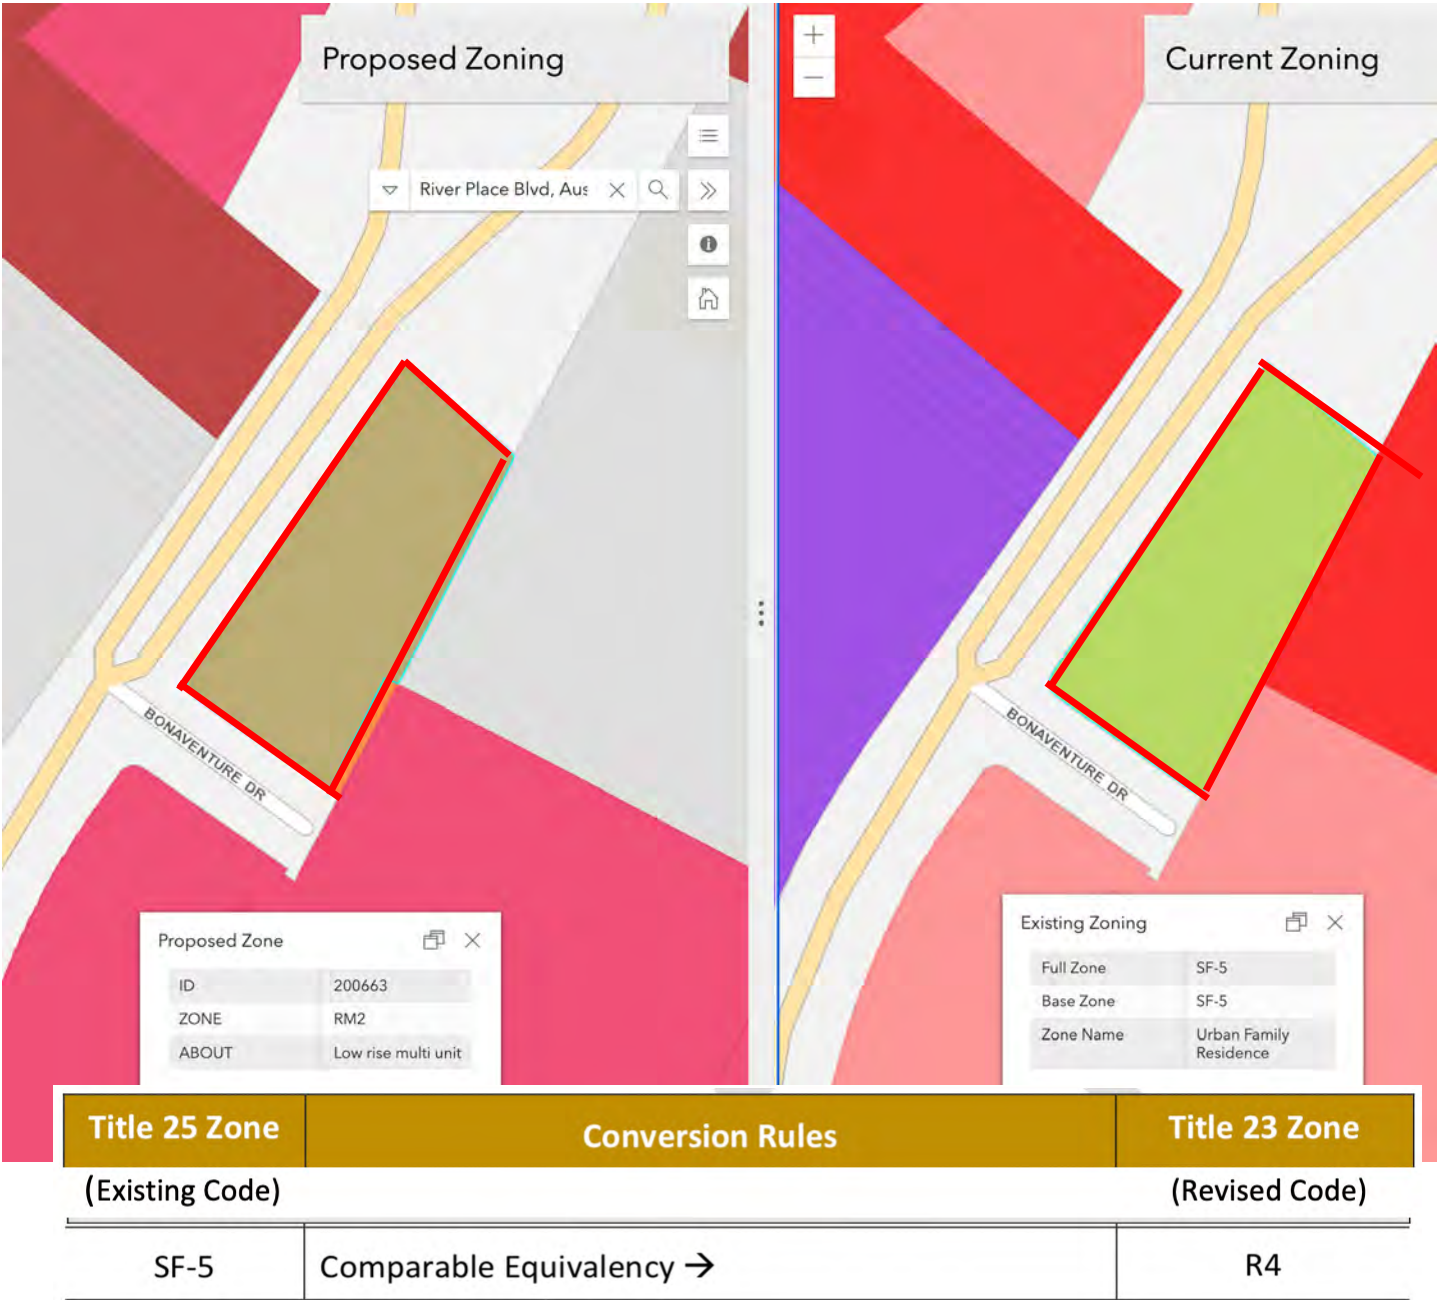 Proposed Zoning
River Place Blvd, Aus
BONAVENTURE DR
Proposed Zone
ID 200663
ZONE RM2
ABOUT Low rise multi unit
Current Zoning
BONAVENTURE DR
Existing Zoning
Full Zone SF-5
Base Zone SF-5
Zone Name Urban Family
Residence
Title 25 Zone Conversion Rules Title 23 Zone
(Existing Code) (Revised Code)
SF-5 Comparable Equivalency → R4